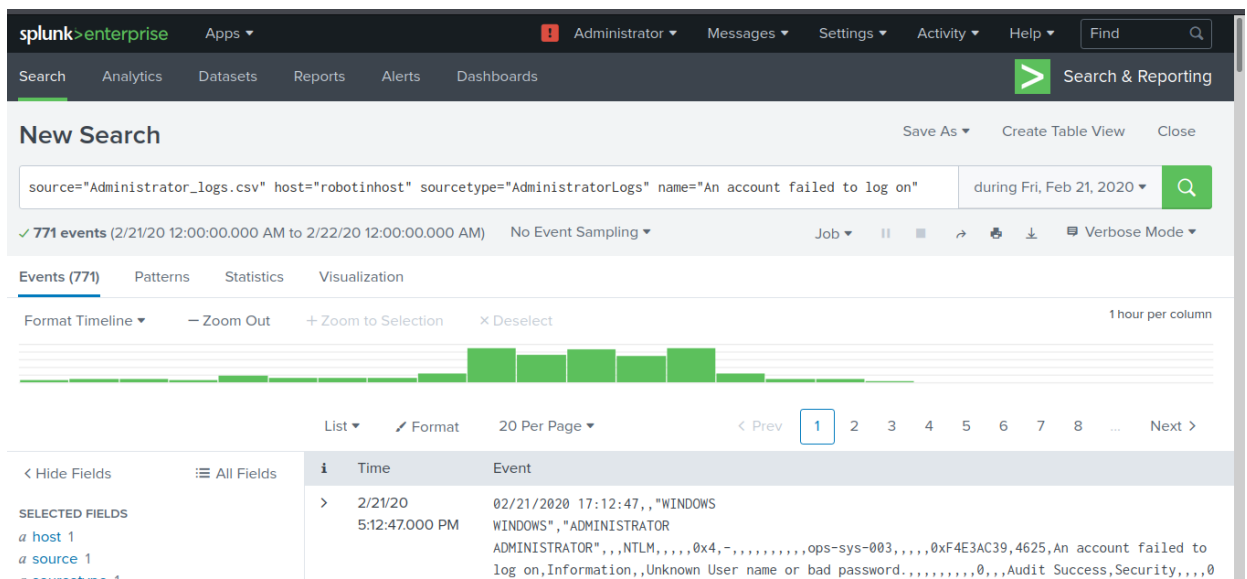 splunk>enterprise Apps ▾ ! Administrator ▾ Messages ▾ Settings ▾ Activity ▾ Help ▾ Find
Search Analytics Datasets Reports Alerts Dashboards > Search & Reporting
New Search Save As ▾ Create Table View Close
source="Administrator_logs.csv" host="robotinhost" sourcetype="AdministratorLogs" name="An account failed to log on" during Fri, Feb 21, 2020 ▾
✓ 771 events (2/21/20 12:00:00.000 AM to 2/22/20 12:00:00.000 AM) No Event Sampling ▾ Job ▾ Verbose Mode ▾
Events (771) Patterns Statistics Visualization
Format Timeline ▾ — Zoom Out + Zoom to Selection × Deselect 1 hour per column
List ▾ Format 20 Per Page ▾ < Prev 1 2 3 4 5 6 7 8 ... Next >
< Hide Fields All Fields i Time Event
SELECTED FIELDS
a host 1
a source 1
a sourcetype 1
> 2/21/20
5:12:47.000 PM
02/21/2020 17:12:47,,"WINDOWS
WINDOWS","ADMINISTRATOR
ADMINISTRATOR",,,NTLM,,,,,0x4,-,,,,,,,,,,ops-sys-003,,,,,0xF4E3AC39,4625,An account failed to
log on,Information,,Unknown User name or bad password.,,,,,,,,,0,,,Audit Success,Security,,,,0